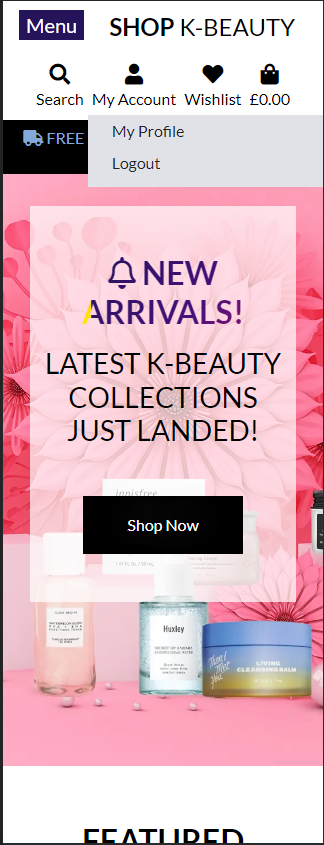 Menu
SHOP K-BEAUTY
Search My Account Wishlist £0.00
FREE
My Profile
Logout
NEW
ARRIVALS!
LATEST K-BEAUTY
COLLECTIONS
JUST LANDED!
innisfree
Shop Now
Huxley
LIVING
CLEANSING BALM
FEATURED